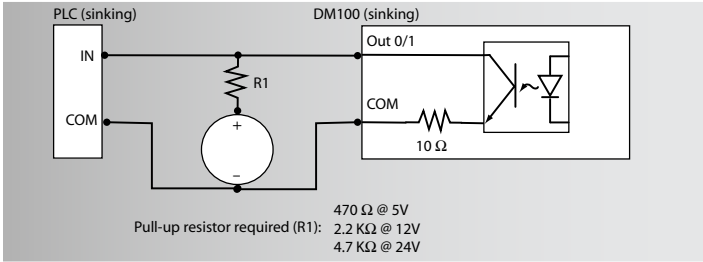 PLC (sinking)
DM100 (sinking)
IN
Out 0/1
R1
COM
COM
+
10 Ω
–
Pull-up resistor required (R1):
470 Ω @ 5V
2.2 KΩ @ 12V
4.7 KΩ @ 24V